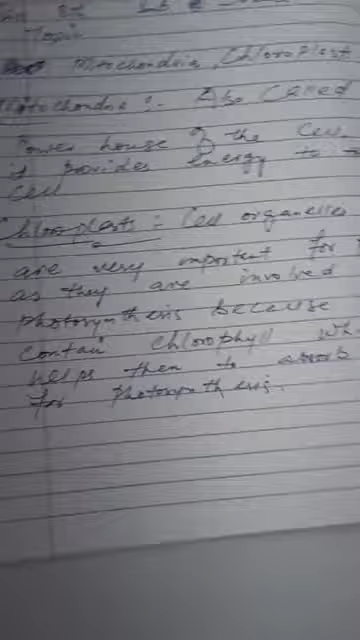 Topic
Mitochondria, Chloroplast
Mitochondria :- Also Called
Power house of the Cell
it provides energy to
Cell
Chloroplasts :- Cell organelles
are very important for
as they are involved
photosynthesis because
contain chlorophyll wh
helps them to absorb
for photosynthesis.